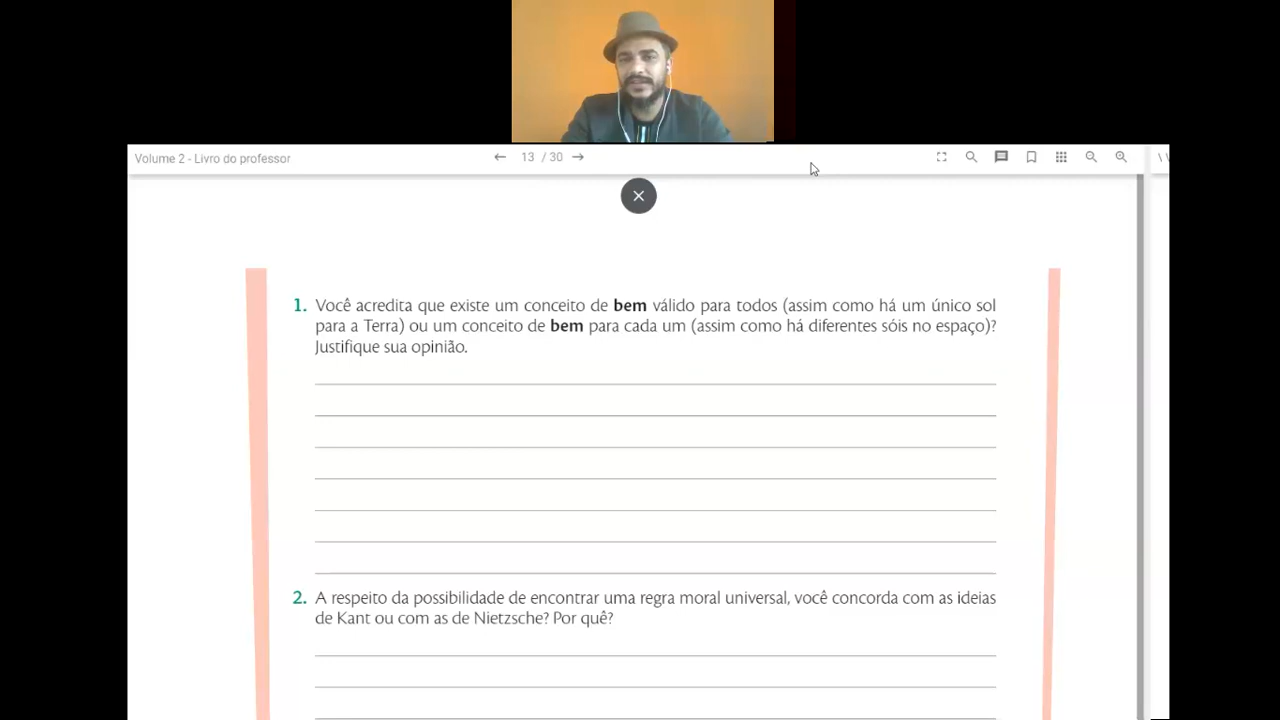 Volume 2 - Livro do professor
13 / 30
1. Você acredita que existe um conceito de bem válido para todos (assim como há um único sol
para a Terra) ou um conceito de bem para cada um (assim como há diferentes sóis no espaço)?
Justifique sua opinião.
2. A respeito da possibilidade de encontrar uma regra moral universal, você concorda com as ideias
de Kant ou com as de Nietzsche? Por quê?